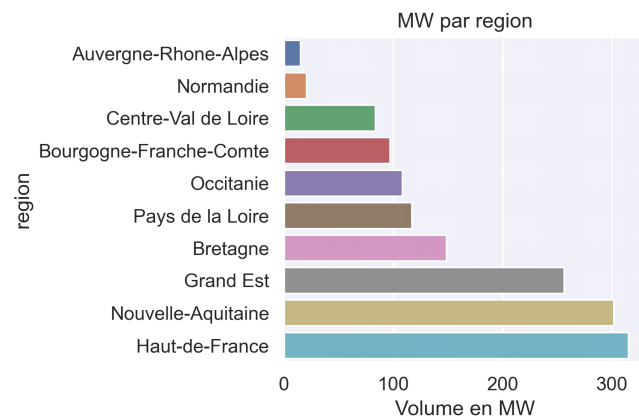 MW par region
Auvergne-Rhone-Alpes
Normandie
Centre-Val de Loire
Bourgogne-Franche-Comte
Occitanie
Pays de la Loire
Bretagne
Grand Est
Nouvelle-Aquitaine
Haut-de-France
region
0 100 200 300
Volume en MW